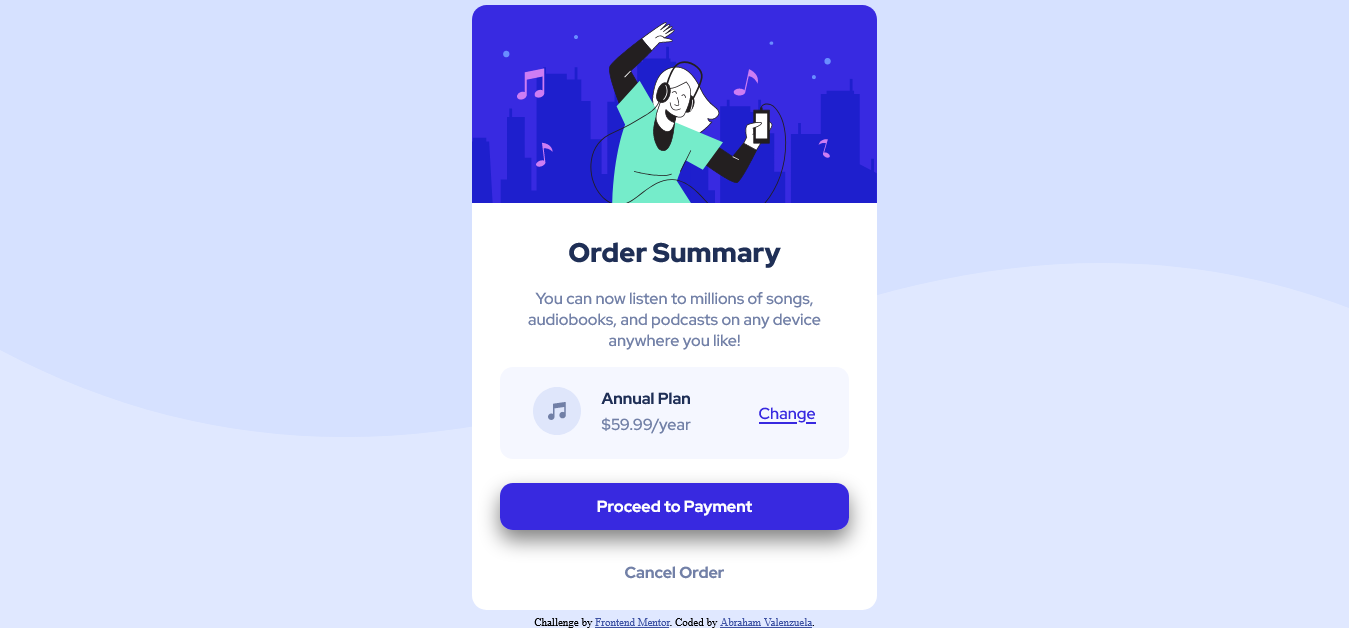 Order Summary
You can now listen to millions of songs,
audiobooks, and podcasts on any device
anywhere you like!
Annual Plan
$59.99/year
Change
Proceed to Payment
Cancel Order
Challenge by Frontend Mentor. Coded by Abraham Valenzuela.